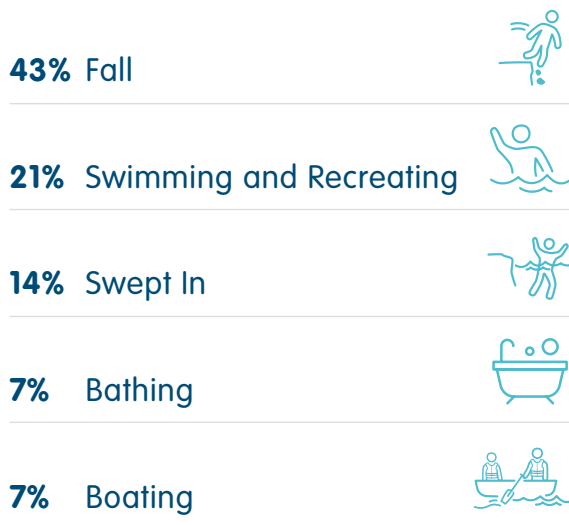 43% Fall
21% Swimming and Recreating
14% Swept In
7% Bathing
7% Boating